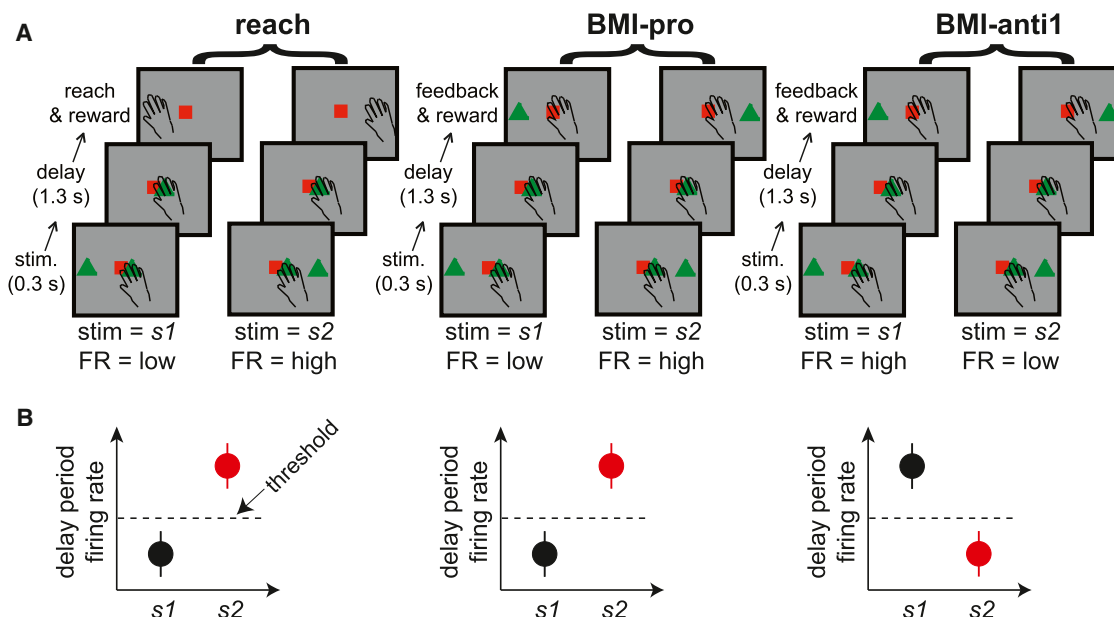 A
reach
BMI-pro
BMI-anti1
reach
& reward
delay
(1.3 s)
stim.
(0.3 s)
stim = s1
FR = low
stim = s2
FR = high
feedback
& reward
delay
(1.3 s)
stim.
(0.3 s)
stim = s1
FR = low
stim = s2
FR = high
feedback
& reward
delay
(1.3 s)
stim.
(0.3 s)
stim = s1
FR = high
stim = s2
FR = low
B
delay period
firing rate
threshold
s1
s2
delay period
firing rate
s1
s2
delay period
firing rate
s1
s2